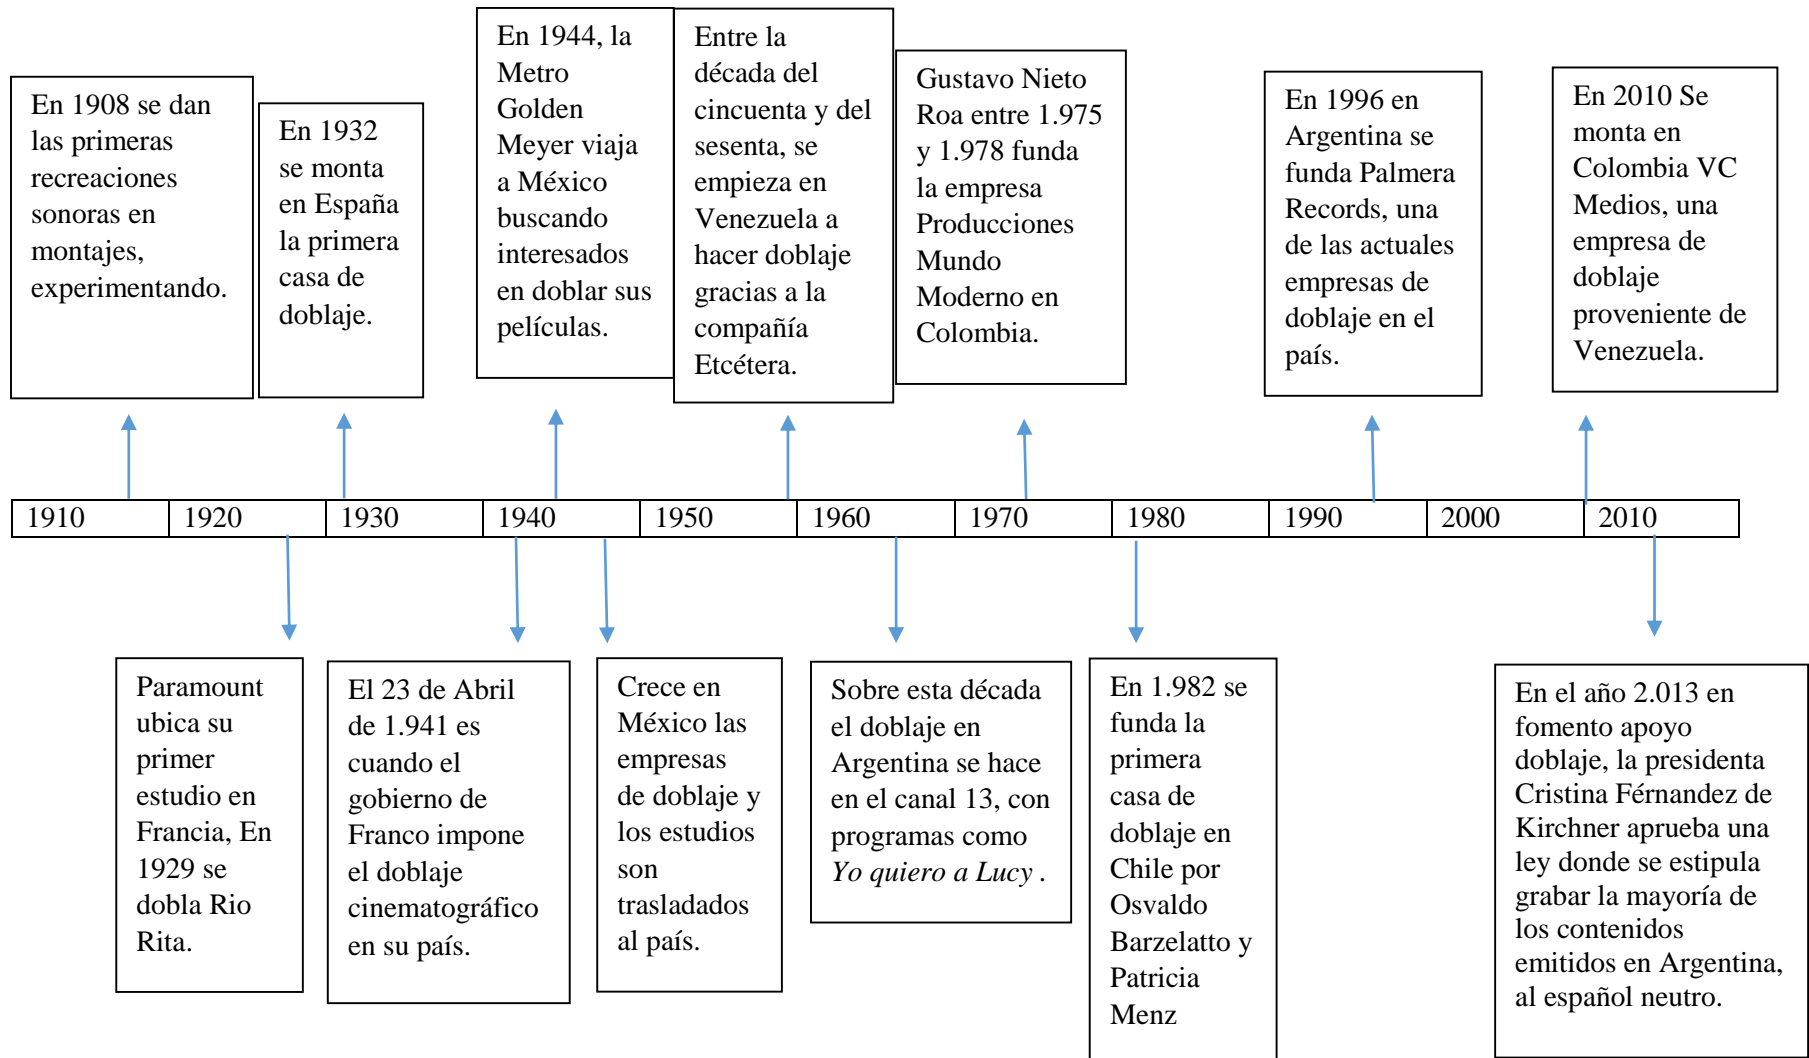 En 1908 se dan
las primeras
recreaciones
sonoras en
montajes,
experimentando.
En 1932
se monta
en España
la primera
casa de
doblaje.
En 1944, la
Metro
Golden
Meyer viaja
a México
buscando
interesados
en doblar sus
películas.
Entre la
década del
cincuenta y del
sesenta, se
empieza en
Venezuela a
hacer doblaje
gracias a la
compañía
Etcétera.
Gustavo Nieto
Roa entre 1.975
y 1.978 funda
la empresa
Producciones
Mundo
Moderno en
Colombia.
En 1996 en
Argentina se
funda Palmera
Records, una
de las actuales
empresas de
doblaje en el
país.
En 2010 Se
monta en
Colombia VC
Medios, una
empresa de
doblaje
proveniente de
Venezuela.
1910 1920 1930 1940 1950 1960 1970 1980 1990 2000 2010
Paramount
ubica su
primer
estudio en
Francia, En
1929 se
dobla Rio
Rita.
El 23 de Abril
de 1.941 es
cuando el
gobierno de
Franco impone
el doblaje
cinematográfico
en su país.
Crece en
México las
empresas
de doblaje y
los estudios
son
trasladados
al país.
Sobre esta década
el doblaje en
Argentina se hace
en el canal 13, con
programas como
Yo quiero a Lucy .
En 1.982 se
funda la
primera
casa de
doblaje en
Chile por
Osvaldo
Barzelatto y
Patricia
Menz
En el año 2.013 en
fomento apoyo
doblaje, la presidenta
Cristina Férnandez de
Kirchner aprueba una
ley donde se estipula
grabar la mayoría de
los contenidos
emitidos en Argentina,
al español neutro.